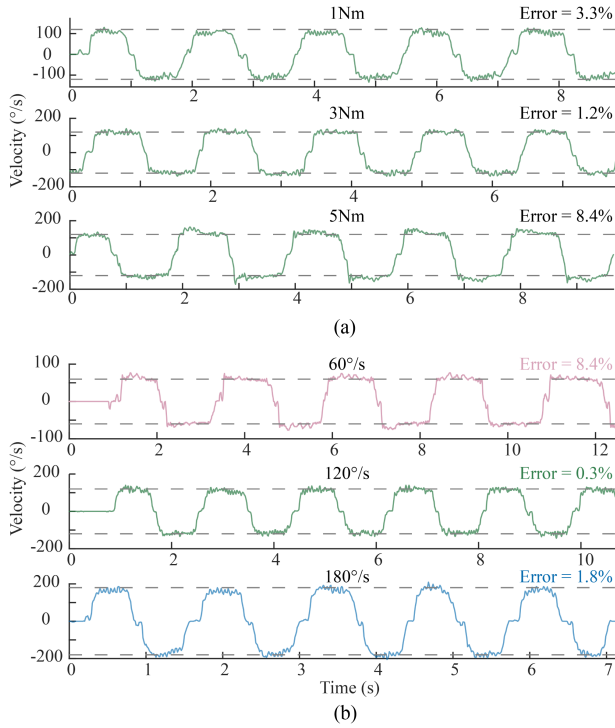 1Nm Error = 3.3%
100
0
-100
0 2 4 6 8
3Nm Error = 1.2%
200
0
-200
0 2 4 6
5Nm Error = 8.4%
200
0
-200
0 2 4 6 8
Velocity (°/s)
(a)
60°/s Error = 8.4%
100
0
-100
0 2 4 6 8 10 12
120°/s Error = 0.3%
200
0
-200
0 2 4 6 8 10
180°/s Error = 1.8%
200
0
-200
0 1 2 3 4 5 6 7
Velocity (°/s)
Time (s)
(b)